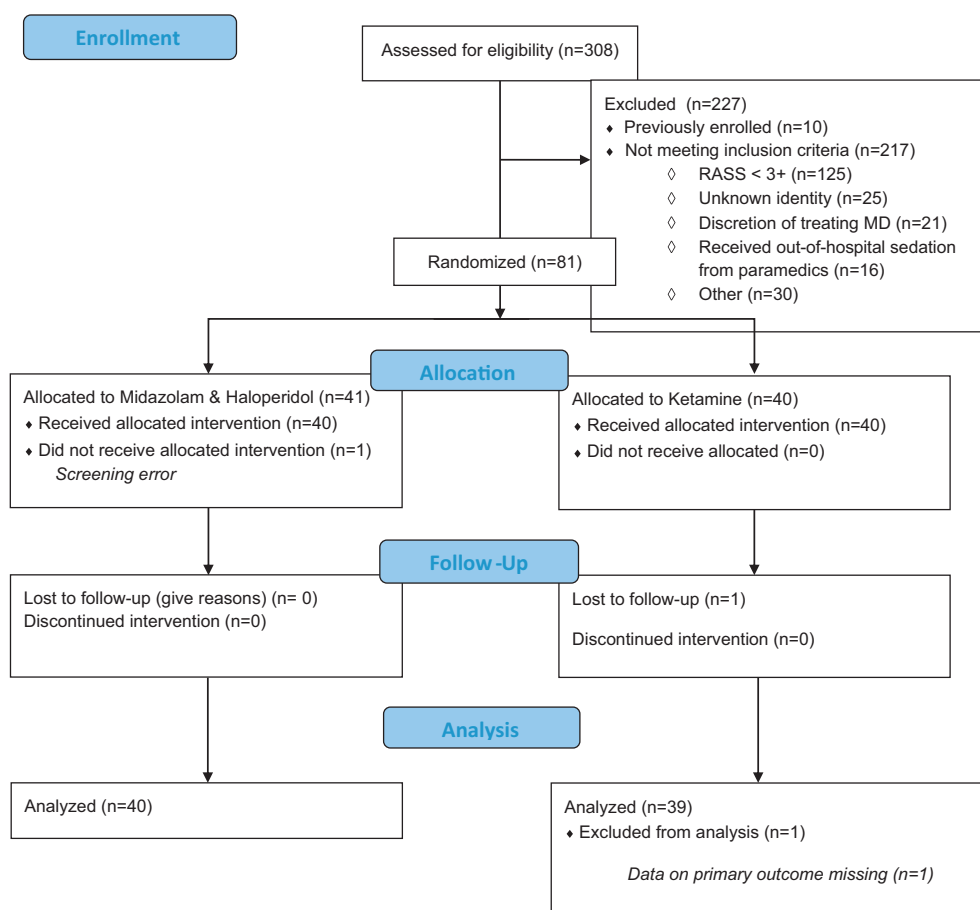 Enrollment
Assessed for eligibility (n=308)
Excluded (n=227)
♦ Previously enrolled (n=10)
♦ Not meeting inclusion criteria (n=217)
◊ RASS < 3+ (n=125)
◊ Unknown identity (n=25)
◊ Discretion of treating MD (n=21)
◊ Received out-of-hospital sedation
from paramedics (n=16)
◊ Other (n=30)
Randomized (n=81)
Allocation
Allocated to Midazolam & Haloperidol (n=41)
♦ Received allocated intervention (n=40)
♦ Did not receive allocated intervention (n=1)
Screening error
Allocated to Ketamine (n=40)
♦ Received allocated intervention (n=40)
♦ Did not receive allocated (n=0)
Follow-Up
Lost to follow-up (give reasons) (n= 0)
Discontinued intervention (n=0)
Lost to follow-up (n=1)
Discontinued intervention (n=0)
Analysis
Analyzed (n=40)
Analyzed (n=39)
♦ Excluded from analysis (n=1)
Data on primary outcome missing (n=1)